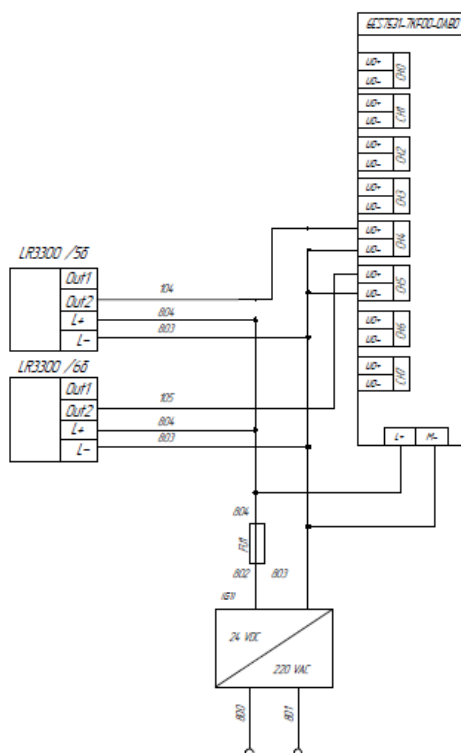 6ES7531-7KF00-0AB0
U0+
U0-
CH0
U0+
U0-
CH1
U0+
U0-
CH2
U0+
U0-
CH3
U0+
U0-
CH4
U0+
U0-
CH5
U0+
U0-
CH6
U0+
U0-
CH7
LR3300 /5б
Out1
Out2
L+
L-
104
804
803
LR3300 /6б
Out1
Out2
L+
L-
105
804
803
L+ M-
804
FU1
802 803
24 VDC
220 VAC
800 801